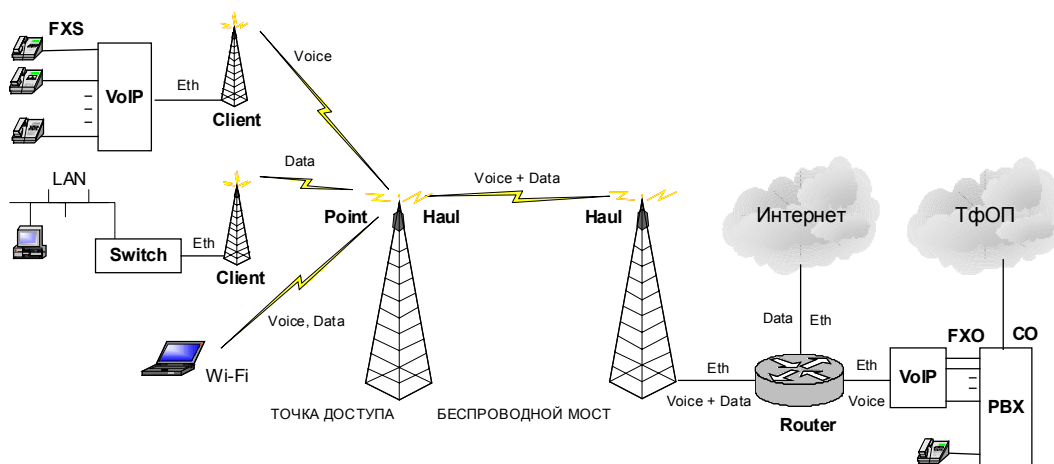 FXS
VoIP
Eth
Client
Voice
LAN
Switch
Eth
Client
Data
Point
Haul
Voice + Data
Haul
Voice, Data
Wi-Fi
ТОЧКА ДОСТУПА
БЕСПРОВОДНОЙ МОСТ
Интернет
ТфОП
Data
Eth
Eth
Voice + Data
Router
Eth
Voice
FXO
CO
VoIP
PBX